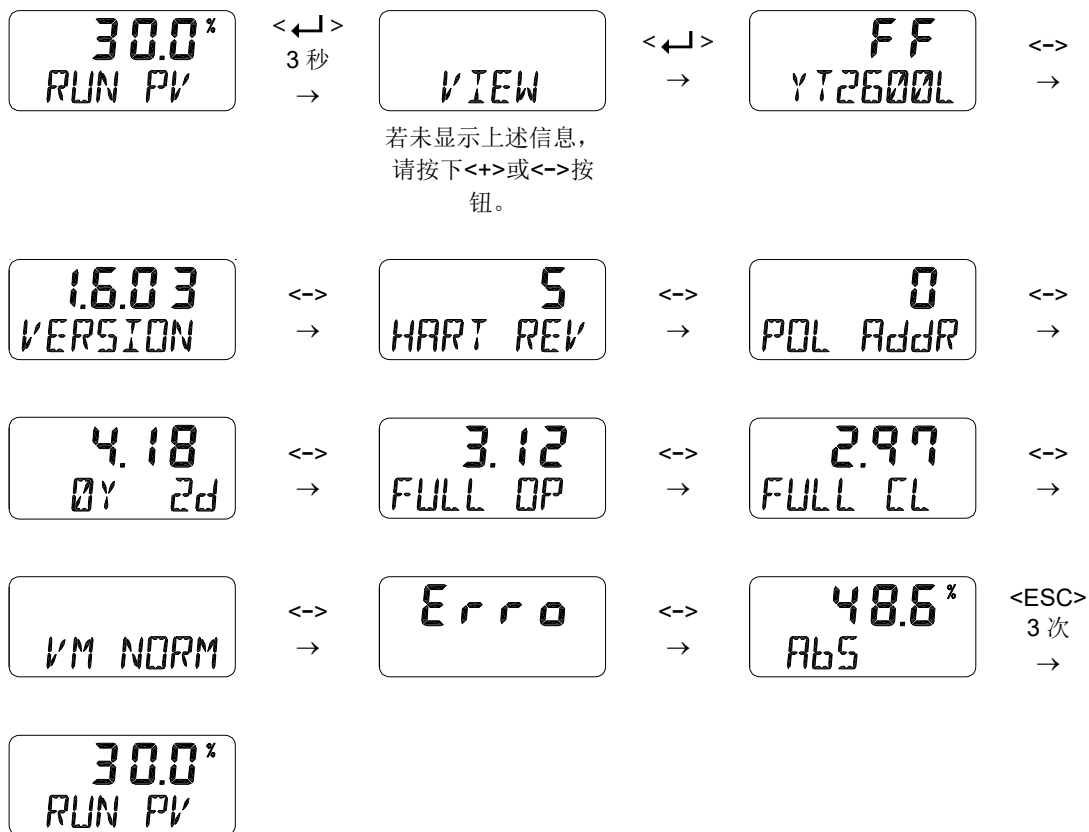 30.0%
RUN PV
<↵>
3 秒
→
VIEW
若未显示上述信息，
请按下<+>或<−>按
钮。
<↵>
→
FF
YT2600L
<−>
→
1.6.03
VERSION
<−>
→
5
HART REV
<−>
→
0
POL AddR
<−>
→
4.18
0Y 2d
<−>
→
3.12
FULL OP
<−>
→
2.97
FULL CL
<−>
→
VM NORM
<−>
→
Erro
<−>
→
48.6%
AbS
<ESC>
3 次
→
30.0%
RUN PV